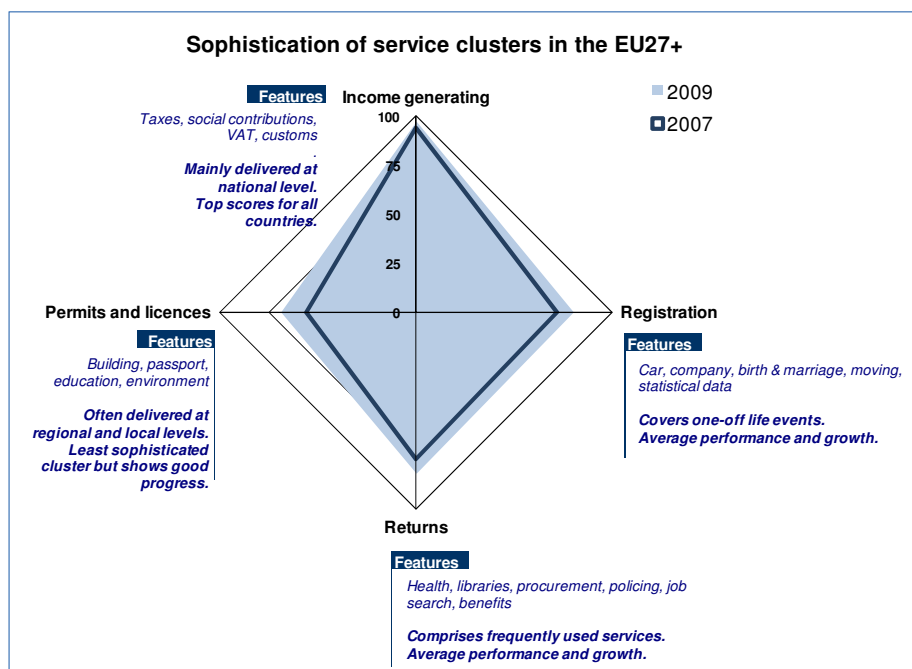 Sophistication of service clusters in the EU27+
Features
Taxes, social contributions,
VAT, customs
.
Mainly delivered at
national level.
Top scores for all
countries.
Income generating
2009
2007
100
75
50
25
0
Permits and licences
Features
Building, passport,
education, environment
Often delivered at
regional and local levels.
Least sophisticated
cluster but shows good
progress.
Registration
Features
Car, company, birth & marriage, moving,
statistical data
Covers one-off life events.
Average performance and growth.
Returns
Features
Health, libraries, procurement, policing, job
search, benefits
Comprises frequently used services.
Average performance and growth.